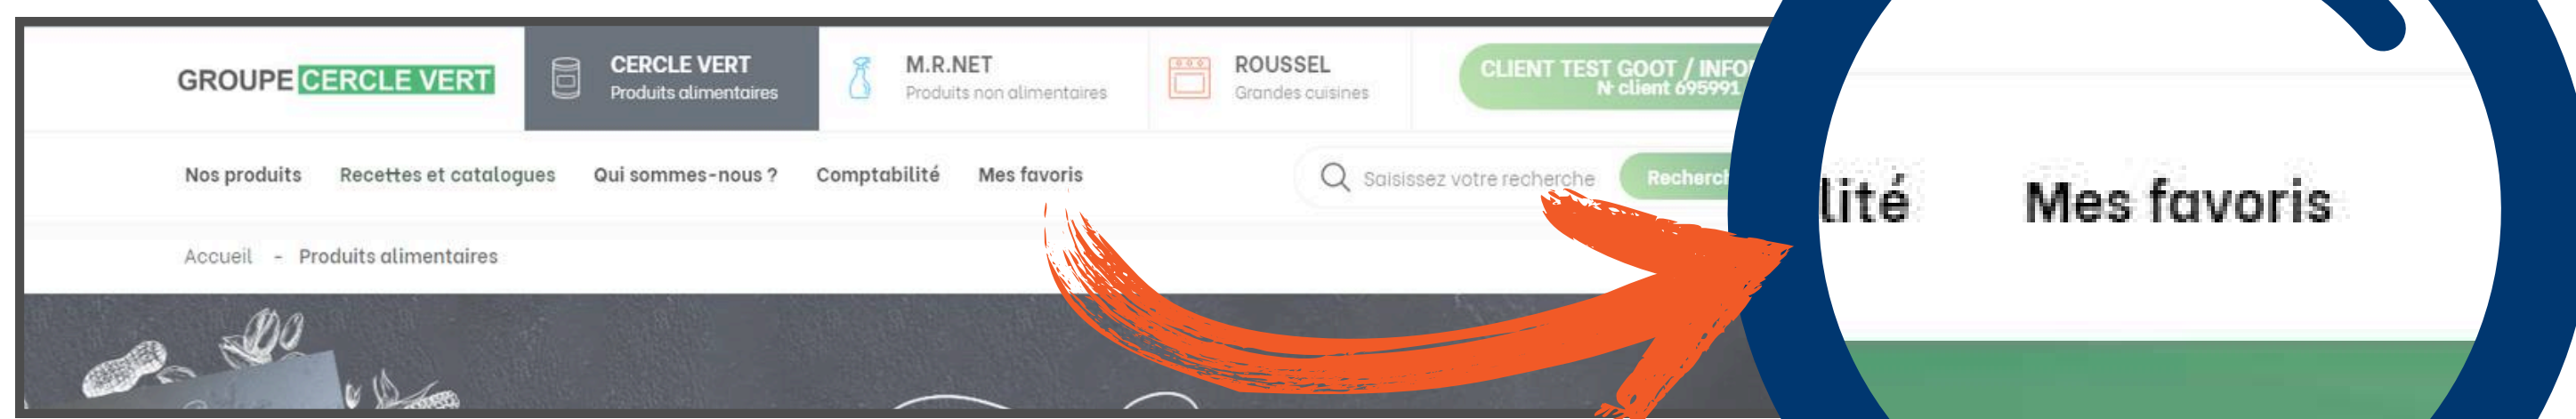 GROUPE CERCLE VERT
CERCLE VERT
Produits alimentaires
M.R.NET
Produits non alimentaires
ROUSSEL
Grandes cuisines
CLIENT TEST GOOT /
N° client 695991
Nos produits
Recettes et catalogues
Qui sommes-nous ?
Comptabilité
Mes favoris
Saisissez votre recherche
Recherc
Accueil - Produits alimentaires
lité
Mes favoris